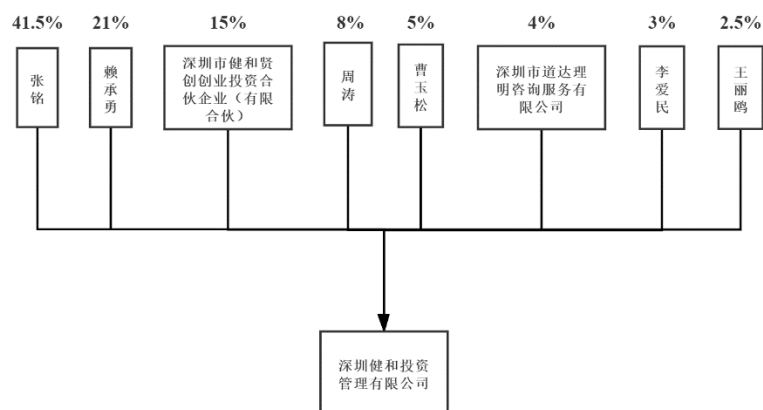 41.5%
21%
15%
8%
5%
4%
3%
2.5%
张铭
赖承勇
深圳市健和贤
创创业投资合
伙企业（有限
合伙）
周涛
曹玉松
深圳市道达理
明咨询服务有
限公司
李爱民
王丽鸥
深圳健和投资
管理有限公司